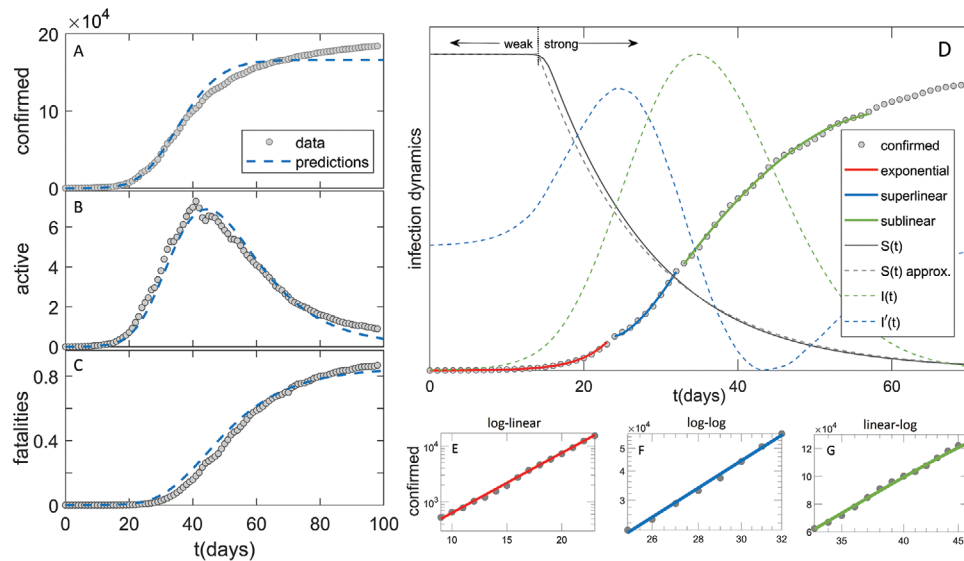 × 10⁴
20
10
0
confirmed
A
data
predictions
6
4
2
0
active
B
0.8
0.4
0
fatalities
C
0 20 40 60 80 100
t(days)
weak strong
D
infection dynamics
confirmed
exponential
superlinear
sublinear
S(t)
S(t) approx.
I(t)
I′(t)
0 20 40 60
t(days)
log-linear
log-log
linear-log
confirmed
10⁴
10³
E
10 15 20
×10⁴
5
4
3
F
26 28 30 32
×10⁴
12
10
8
6
G
35 40 45